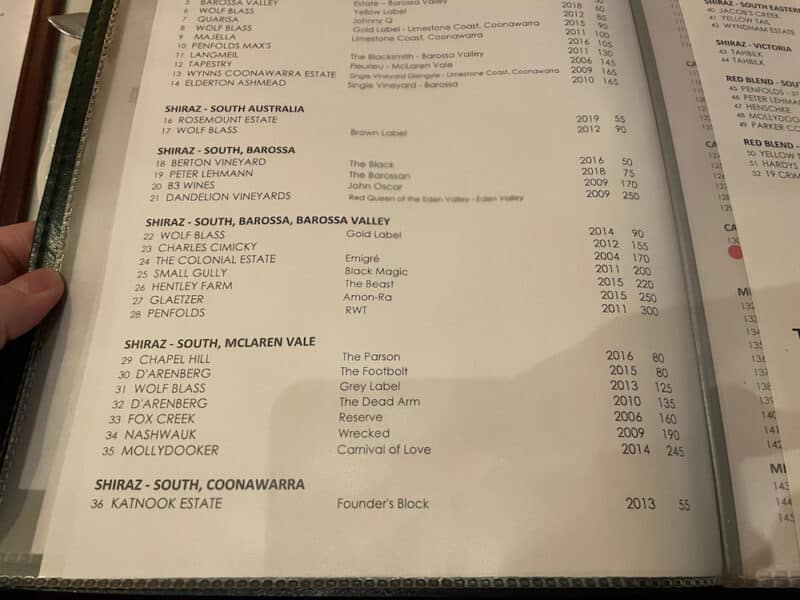 5 BAROSSA VALLEY Estate - Barossa Valley
6 WOLF BLASS Yellow Label 2018 60
7 QUARISA Johnny Q 2012 85
8 WOLF BLASS Gold Label - Limestone Coast, Coonawarra 2015 90
9 MAJELLA Limestone Coast, Coonawarra 2011 100
10 PENFOLDS MAX'S 2016 105
11 LANGMEIL The Blacksmith - Barossa Valley 2011 130
12 TAPESTRY Fleurieu - McLaren Vale 2006 145
13 WYNNS COONAWARRA ESTATE Single Vineyard Glengyle - Limestone Coast, Coonawarra 2009 165
14 ELDERTON ASHMEAD Single Vineyard - Barossa 2010 165
SHIRAZ - SOUTH AUSTRALIA
16 ROSEMOUNT ESTATE 2019 55
17 WOLF BLASS Brown Label 2012 90
SHIRAZ - SOUTH, BAROSSA
18 BERTON VINEYARD The Black 2016 50
19 PETER LEHMANN The Barossan 2018 75
20 B3 WINES John Oscar 2009 170
21 DANDELION VINEYARDS Red Queen of the Eden Valley - Eden Valley 2009 250
SHIRAZ - SOUTH, BAROSSA, BAROSSA VALLEY
22 WOLF BLASS Gold Label 2014 90
23 CHARLES CIMICKY 2012 155
24 THE COLONIAL ESTATE Emigré 2004 170
25 SMALL GULLY Black Magic 2011 200
26 HENTLEY FARM The Beast 2015 220
27 GLAETZER Amon-Ra 2015 250
28 PENFOLDS RWT 2011 300
SHIRAZ - SOUTH, MCLAREN VALE
29 CHAPEL HILL The Parson 2016 80
30 D'ARENBERG The Footbolt 2015 80
31 WOLF BLASS Grey Label 2013 125
32 D'ARENBERG The Dead Arm 2010 135
33 FOX CREEK Reserve 2006 160
34 NASHWAUK Wrecked 2009 190
35 MOLLYDOOKER Carnival of Love 2014 245
SHIRAZ - SOUTH, COONAWARRA
36 KATNOOK ESTATE Founder's Block 2013 55
SHIRAZ - SOUTH EASTERN
40 JACOB'S CREEK
41 YELLOW TAIL
42 WYNDHAM ESTATE
SHIRAZ - VICTORIA
43 TAHBILK
44 TAHBILK
RED BLEND - SOUT
45 PENFOLDS - 37
46 PETER LEHMA
47 HENSCHKE
48 MOLLYDOO
49 PARKER CO
RED BLEND -
50 YELLOW T
51 HARDYS
52 19 CRIM